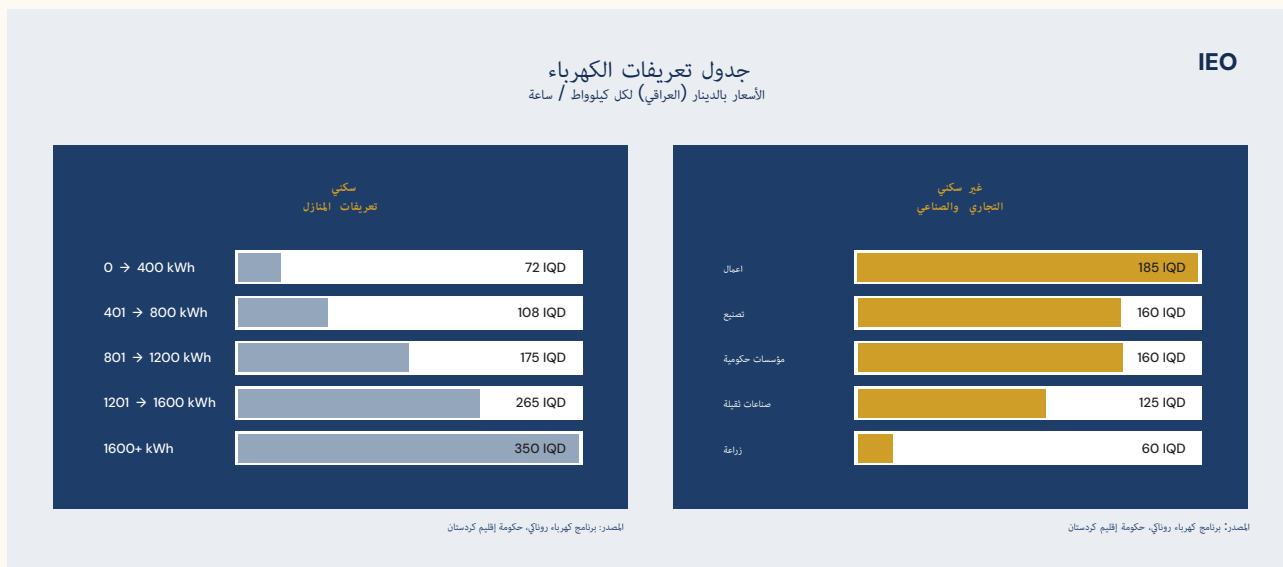 IEO
جدول تعريفات الكهرباء
الأسعار بالدينار (العراقي) لكل كيلوواط / ساعة
غير سكني
التجاري والصناعي
اعمال 185 IQD
تصنيع 160 IQD
مؤسسات حكومية 160 IQD
صناعات ثقيلة 125 IQD
زراعة 60 IQD
المصدر: برنامج كهرباء روناكي، حكومة إقليم كردستان
سكني
تعريفات المنازل
0 → 400 kWh 72 IQD
401 → 800 kWh 108 IQD
801 → 1200 kWh 175 IQD
1201 → 1600 kWh 265 IQD
1600+ kWh 350 IQD
المصدر: برنامج كهرباء روناكي، حكومة إقليم كردستان